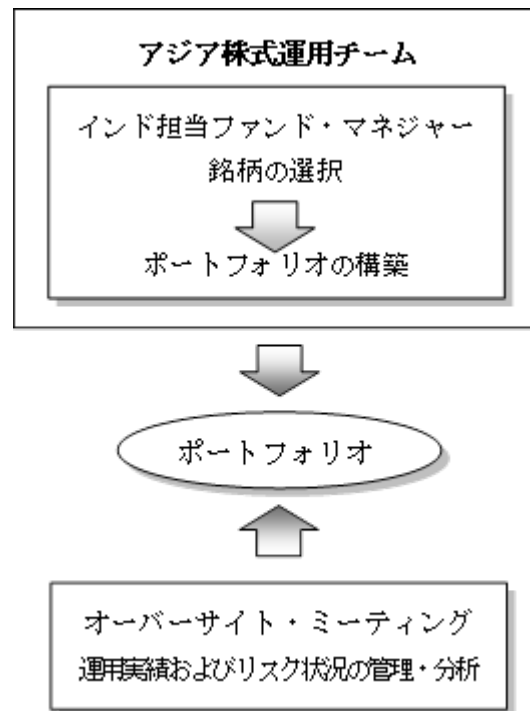 アジア株式運用チーム
インド担当ファンド・マネジャー
銘柄の選択
ポートフォリオの構築
ポートフォリオ
オーバーサイト・ミーティング
運用実績およびリスク状況の管理・分析